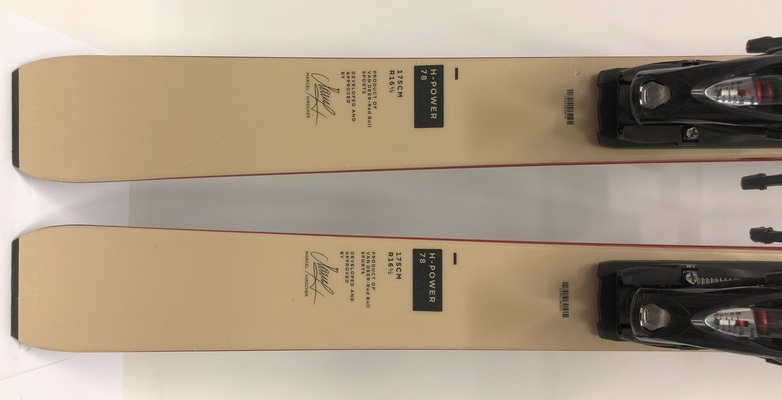 H-POWER
78
175CM
R16½
PRODUCT OF
VAN DEER-Red Bull
SPORTS
DEVELOPED AND
APPROVED
BY
MARCEL HIRSCHER
H-POWER
78
175CM
R16½
PRODUCT OF
VAN DEER-Red Bull
SPORTS
DEVELOPED AND
APPROVED
BY
MARCEL HIRSCHER